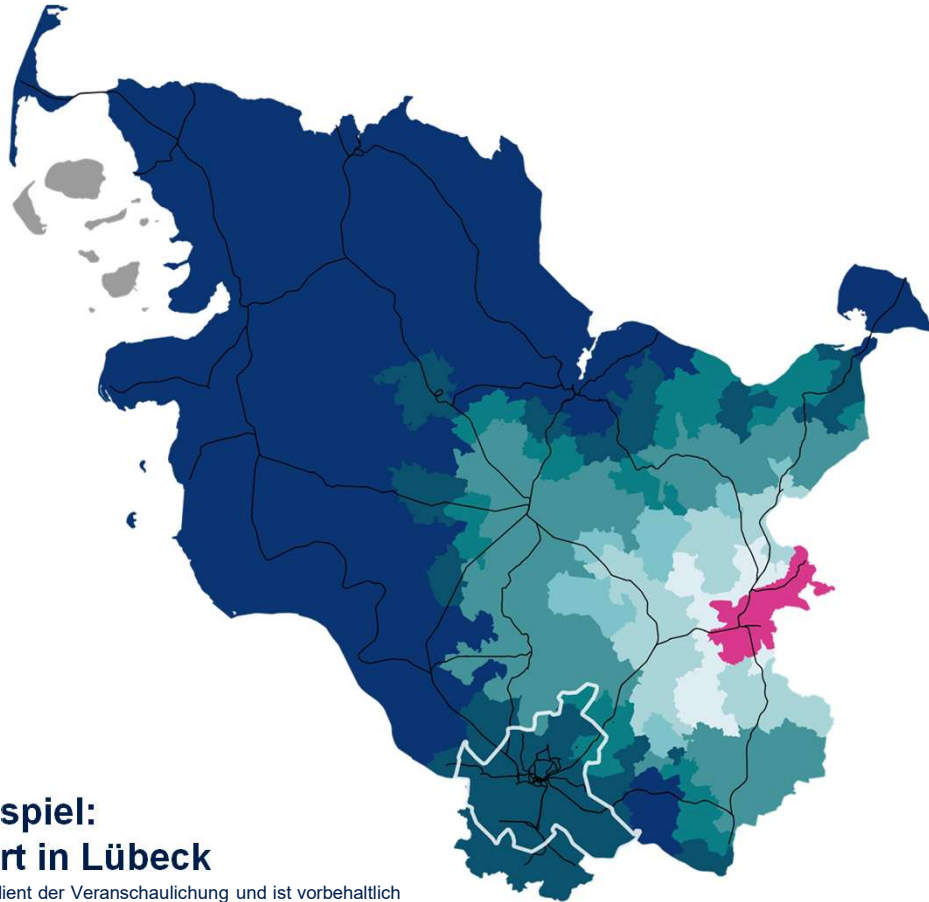 spiel:
rt in Lübeck
lient der Veranschaulichung und ist vorbehaltlich